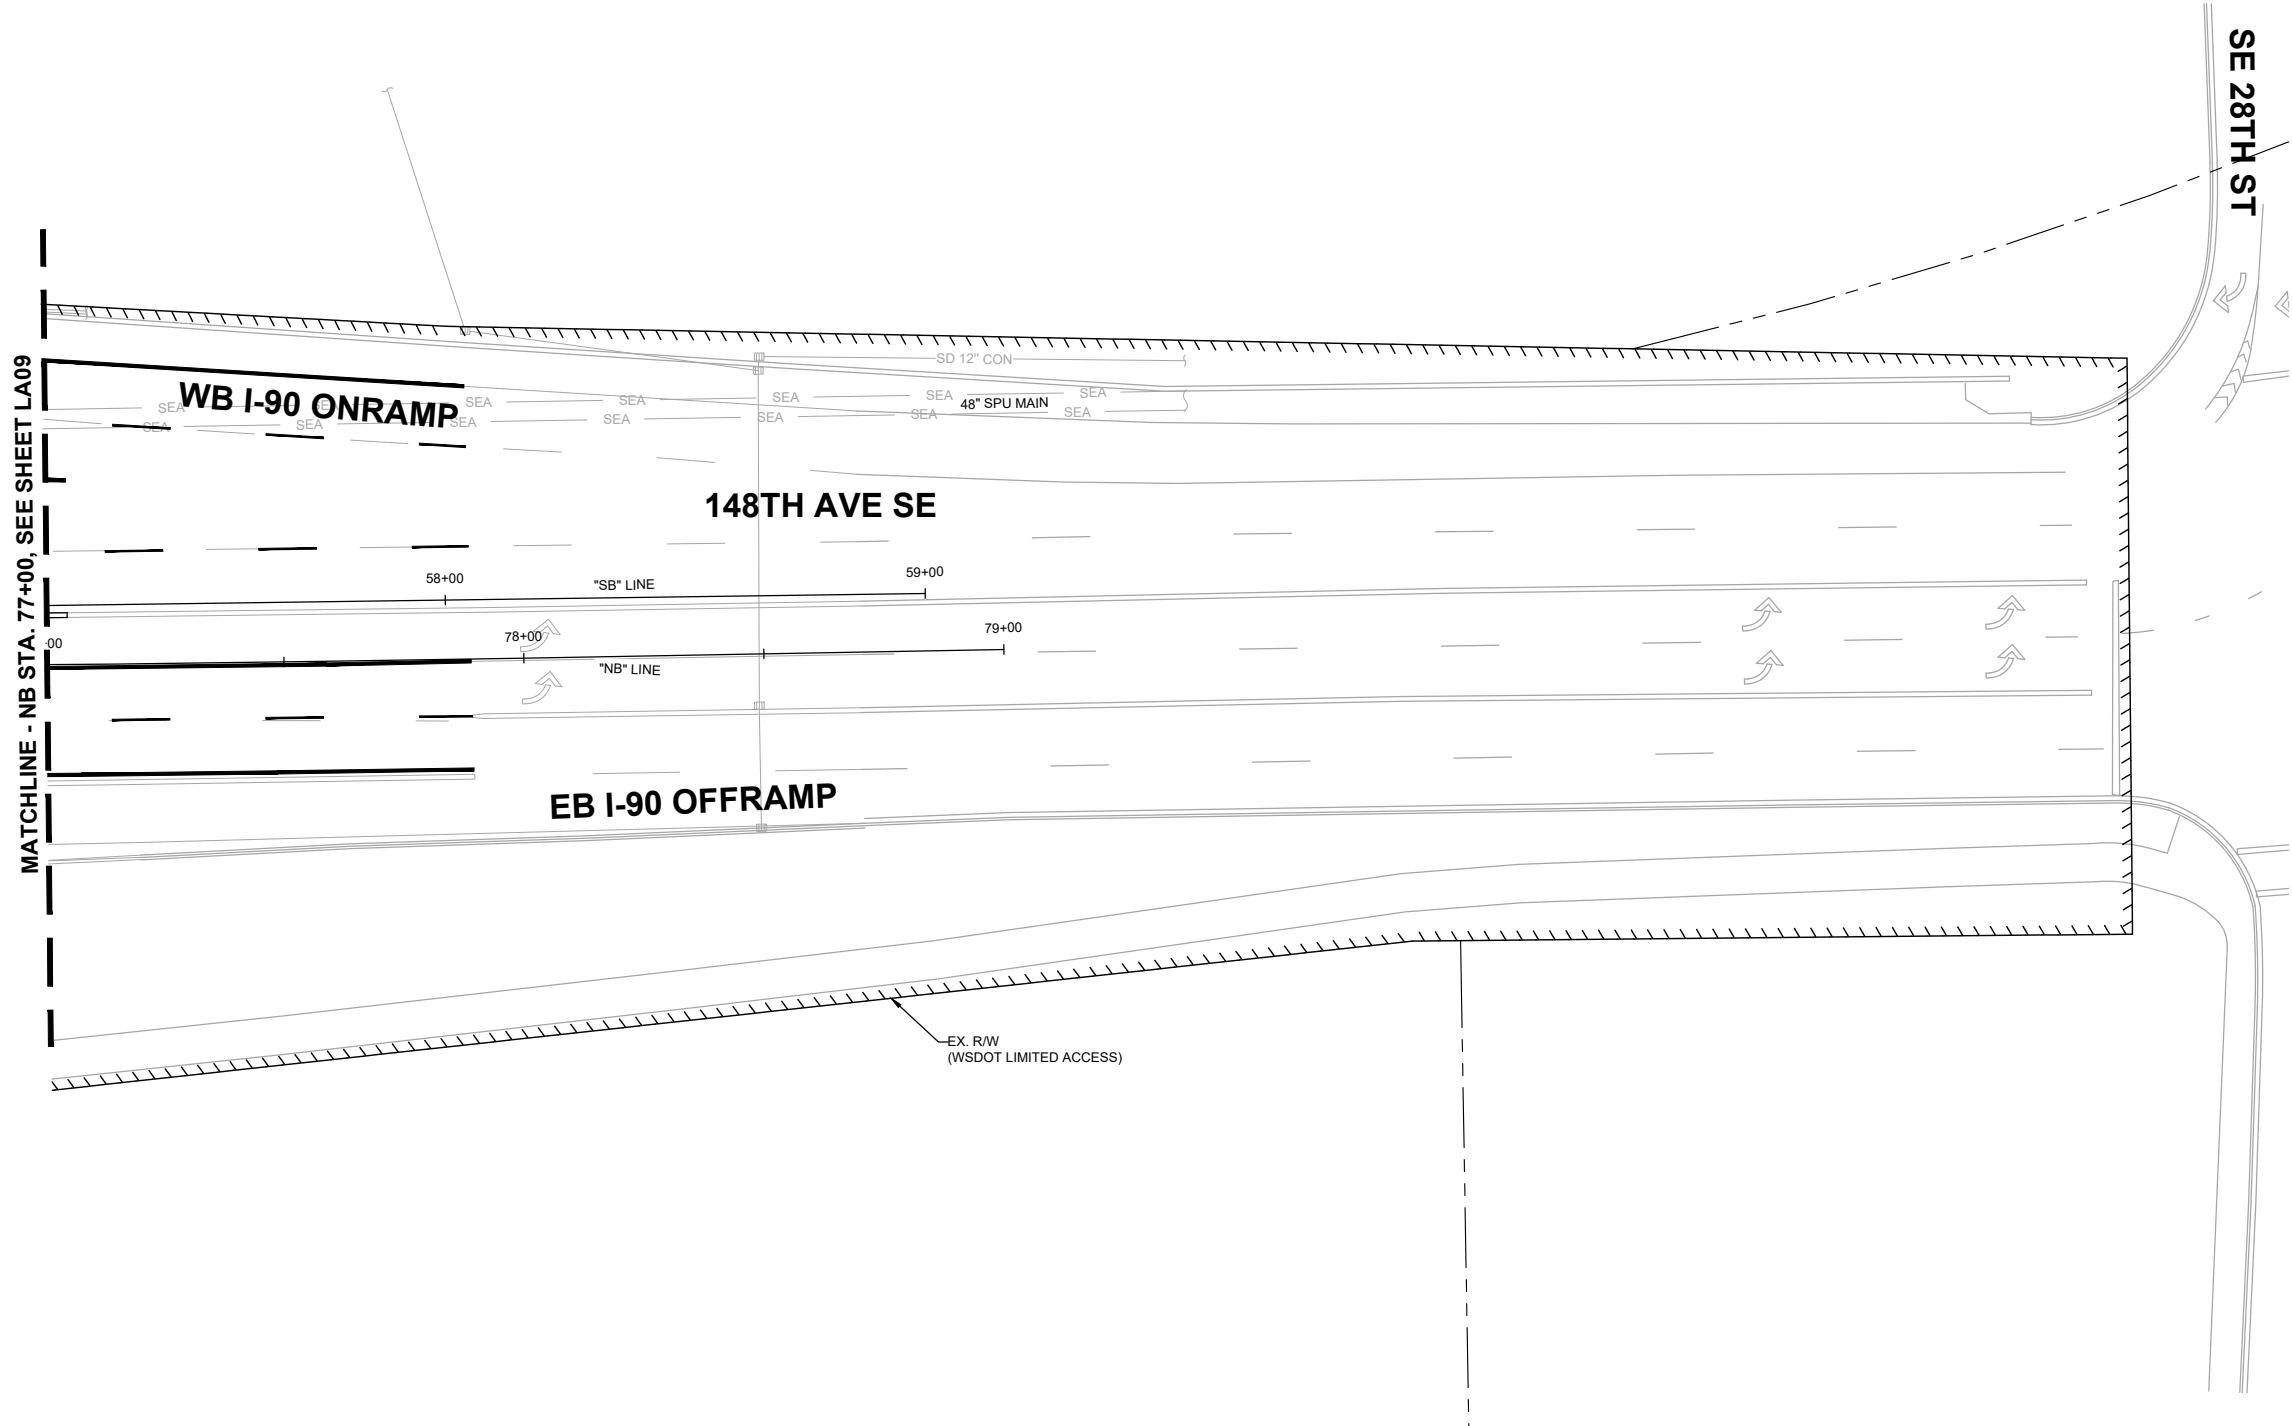 SE 28TH ST
MATCHLINE - NB STA. 77+00, SEE SHEET LA09
SD 12" CON
WB I-90 ONRAMP
SEA SEA SEA SEA SEA SEA SEA
48" SPU MAIN
SEA SEA SEA SEA SEA SEA SEA
148TH AVE SE
58+00
"SB" LINE
59+00
00
78+00
79+00
"NB" LINE
EB I-90 OFFRAMP
EX. R/W
(WSDOT LIMITED ACCESS)